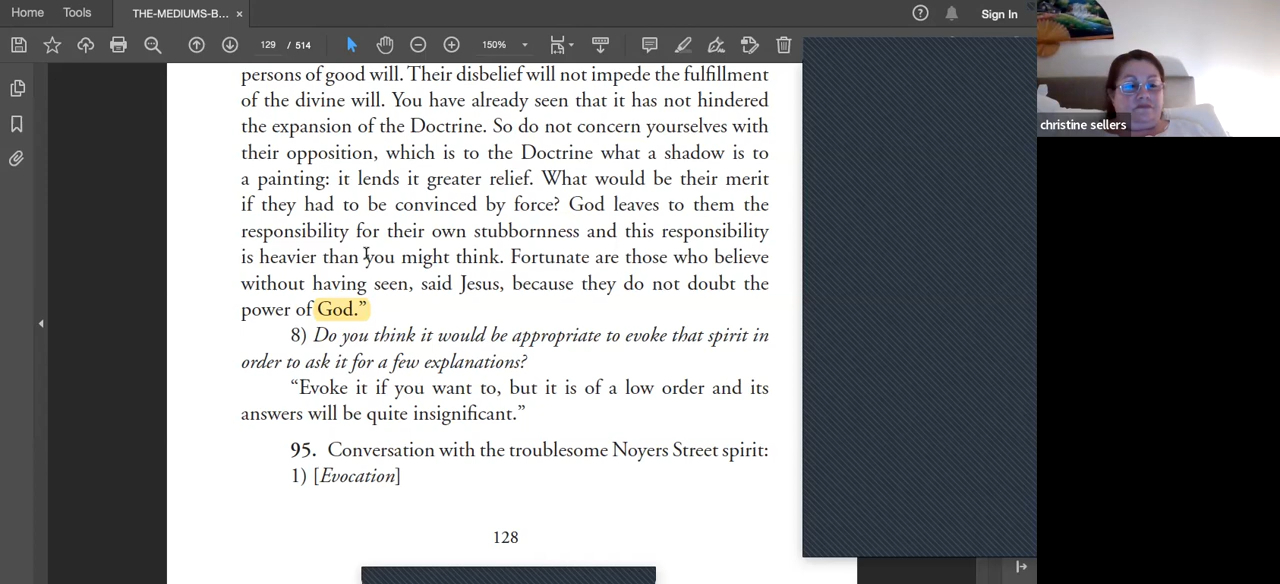 Home Tools THE-MEDIUMS-B... × Sign In
129 / 514 150%
persons of good will. Their disbelief will not impede the fulfillment
of the divine will. You have already seen that it has not hindered
the expansion of the Doctrine. So do not concern yourselves with
their opposition, which is to the Doctrine what a shadow is to
a painting: it lends it greater relief. What would be their merit
if they had to be convinced by force? God leaves to them the
responsibility for their own stubbornness and this responsibility
is heavier than you might think. Fortunate are those who believe
without having seen, said Jesus, because they do not doubt the
power of God.”
8) Do you think it would be appropriate to evoke that spirit in
order to ask it for a few explanations?
“Evoke it if you want to, but it is of a low order and its
answers will be quite insignificant.”
95. Conversation with the troublesome Noyers Street spirit:
1) [Evocation]
128
christine sellers